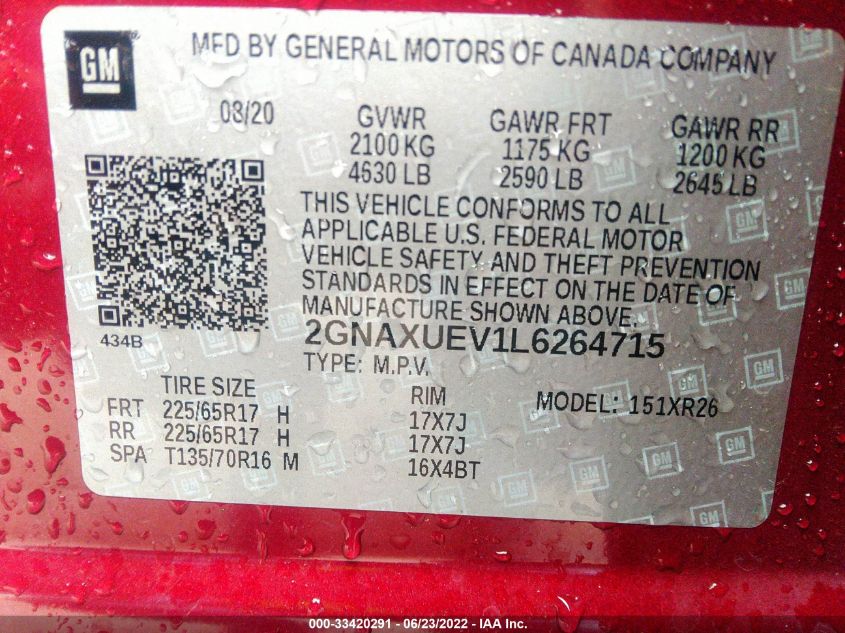 GM
MFD BY GENERAL MOTORS OF CANADA COMPANY
08/20
GVWR
2100 KG
4630 LB
GAWR FRT
1175 KG
2590 LB
GAWR RR
1200 KG
2645 LB
THIS VEHICLE CONFORMS TO ALL
APPLICABLE U.S. FEDERAL MOTOR
VEHICLE SAFETY AND THEFT PREVENTION
STANDARDS IN EFFECT ON THE DATE OF
MANUFACTURE SHOWN ABOVE.
434B
2GNAXUEV1L6264715
TYPE: M.P.V.
TIRE SIZE
RIM
MODEL: 151XR26
FRT 225/65R17 H 17X7J
RR 225/65R17 H 17X7J
SPA T135/70R16 M 16X4BT
000-33420291 - 06/23/2022 - IAA Inc.